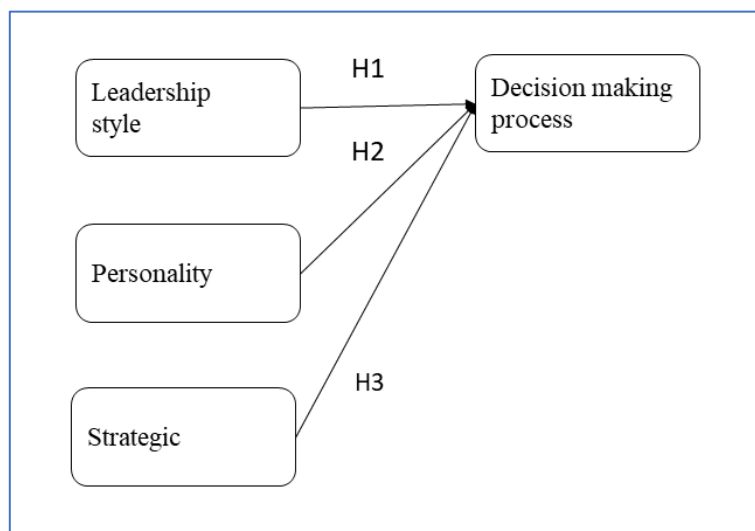 Leadership
style
H1
Decision making
process
H2
Personality
H3
Strategic